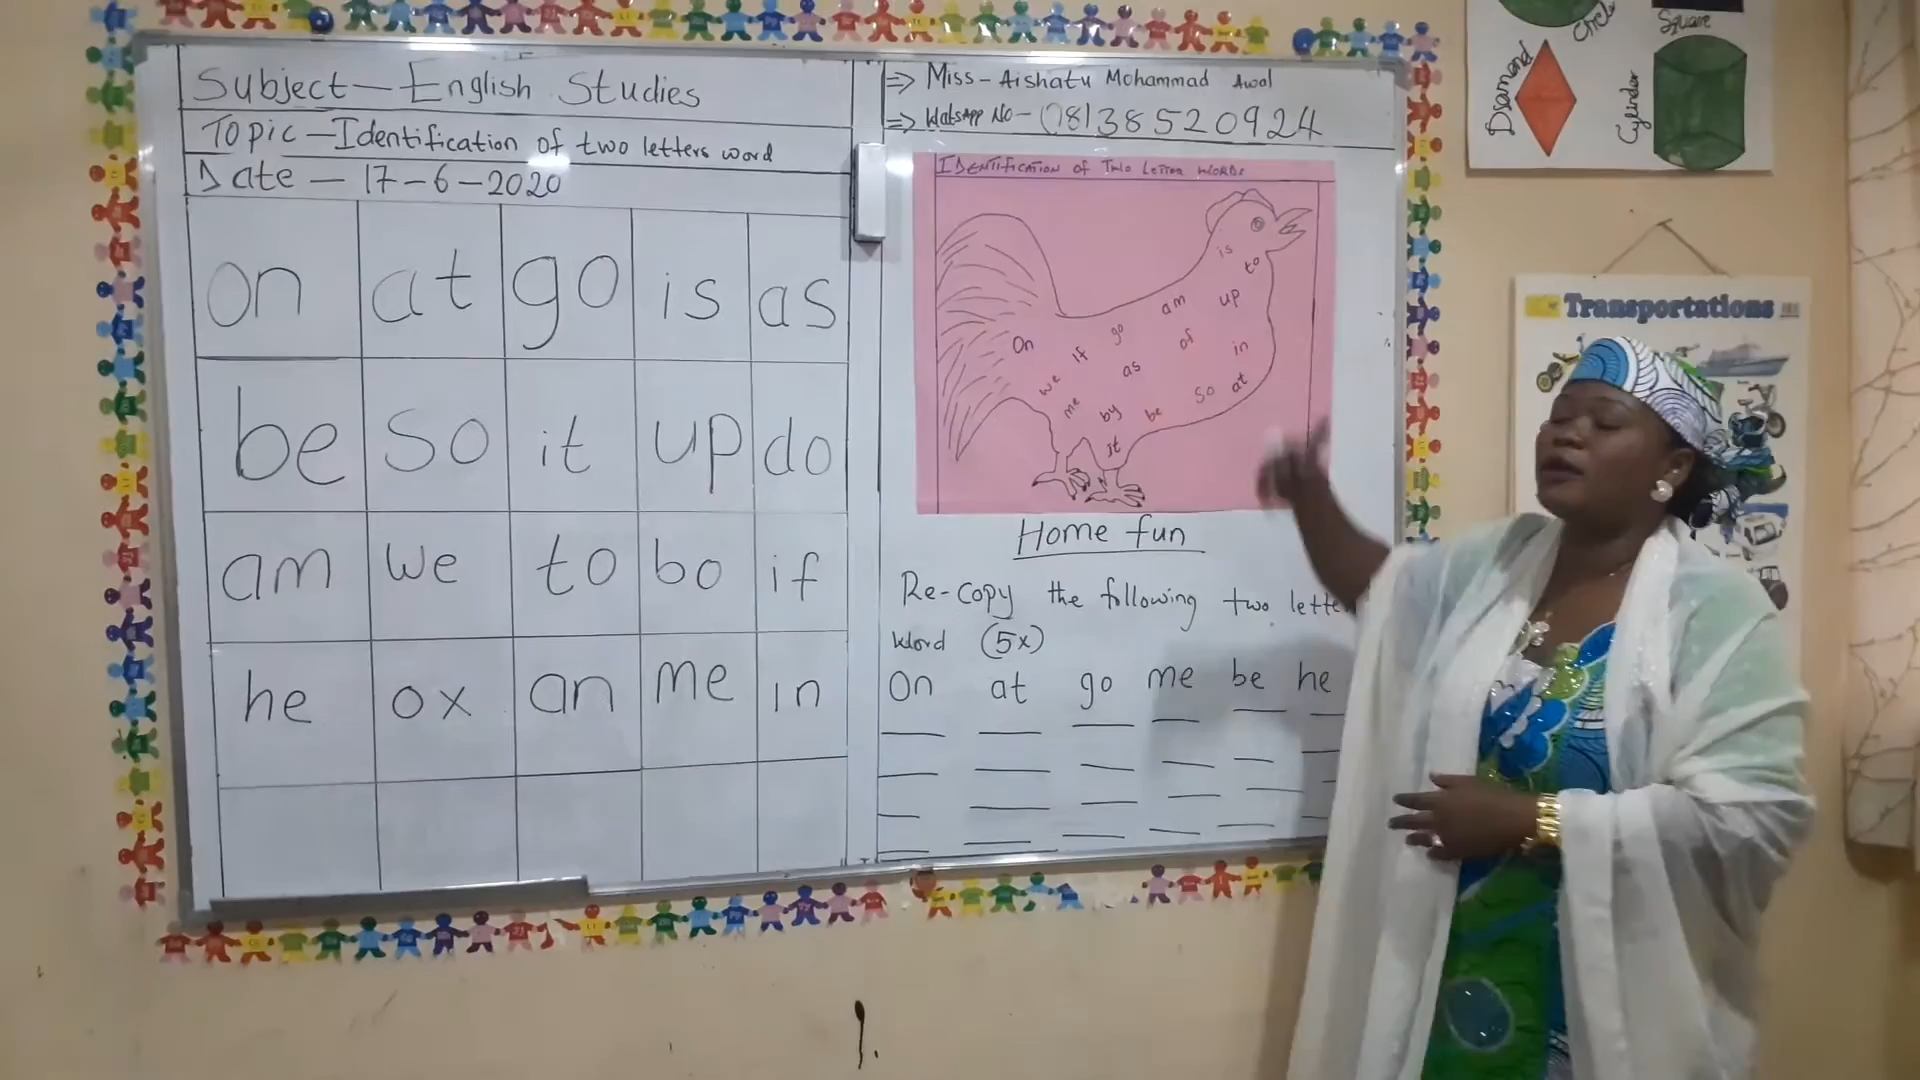 Subject - English Studies
Topic - Identification of two letters word
Date - 17-6-2020
on at go is as
be so it up do
am we to bo if
he ox an me in
=> Miss - Aishatu Mohammad Awal
=> WatsApp No - 08138520924
IDENTIFICATION OF TWO LETTER WORDS
is
to
am up
On If go of in
we as
me by be so at
it
Home fun
Re-copy the following two lette
word (5x)
On at go me be he
Circle
Square
Diamond
Cylinder
Transportations